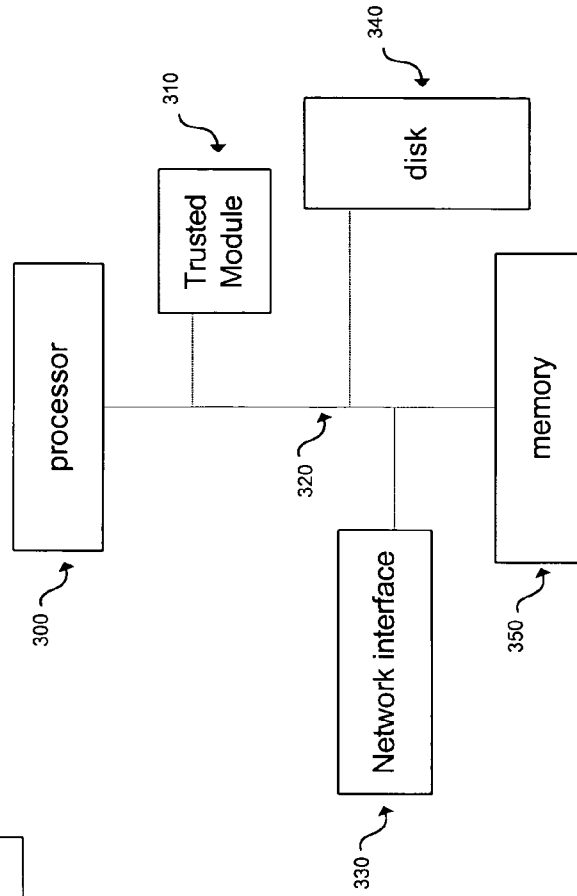 processor
300
Trusted
Module
310
320
disk
340
Network interface
330
memory
350